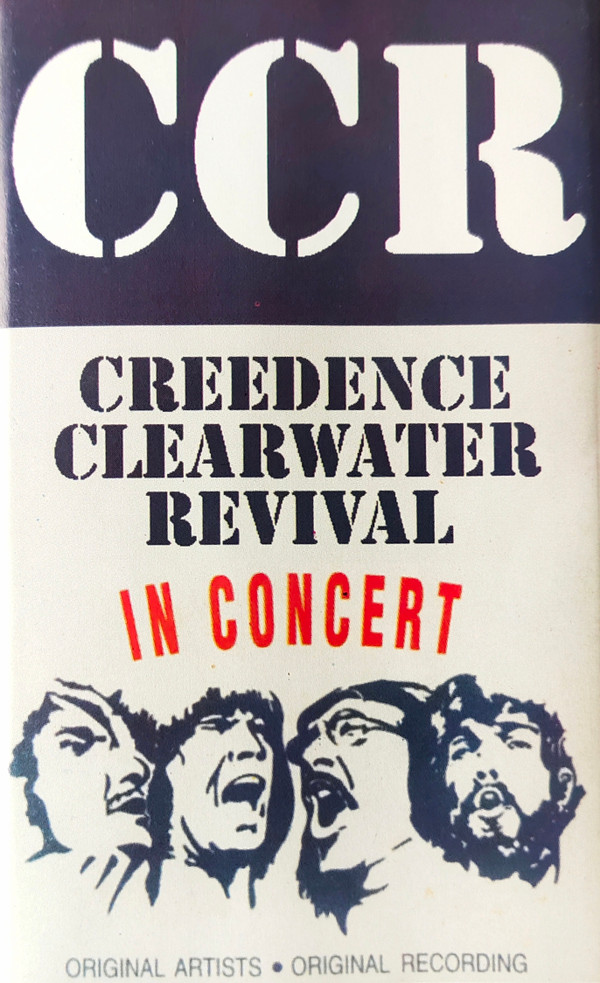 CCR
CREEDENCE
CLEARWATER
REVIVAL
IN CONCERT
ORIGINAL ARTISTS • ORIGINAL RECORDING